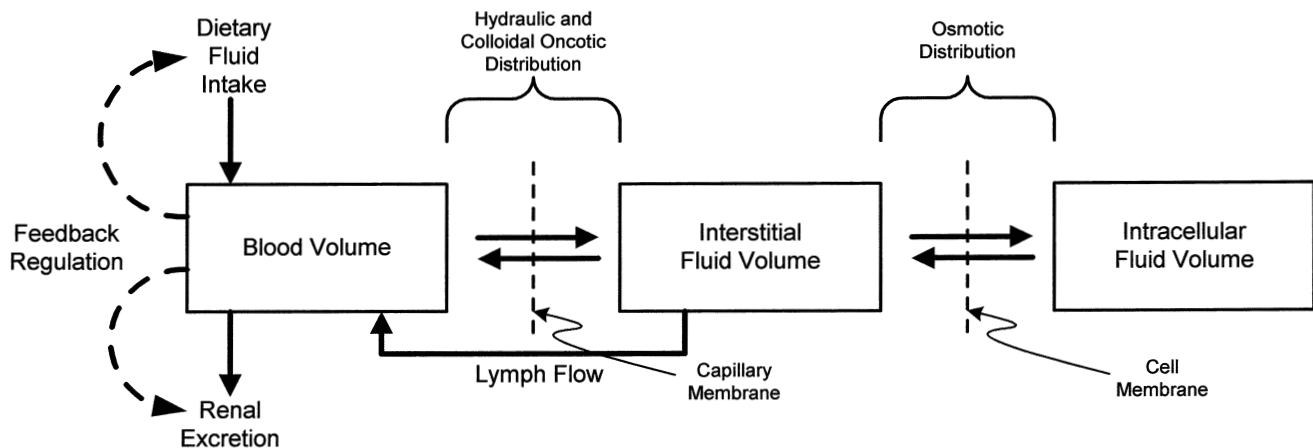 Dietary
Fluid
Intake
Hydraulic and
Colloidal Oncotic
Distribution
Osmotic
Distribution
Feedback
Regulation
Blood Volume
Interstitial
Fluid Volume
Intracellular
Fluid Volume
Lymph Flow
Capillary
Membrane
Cell
Membrane
Renal
Excretion